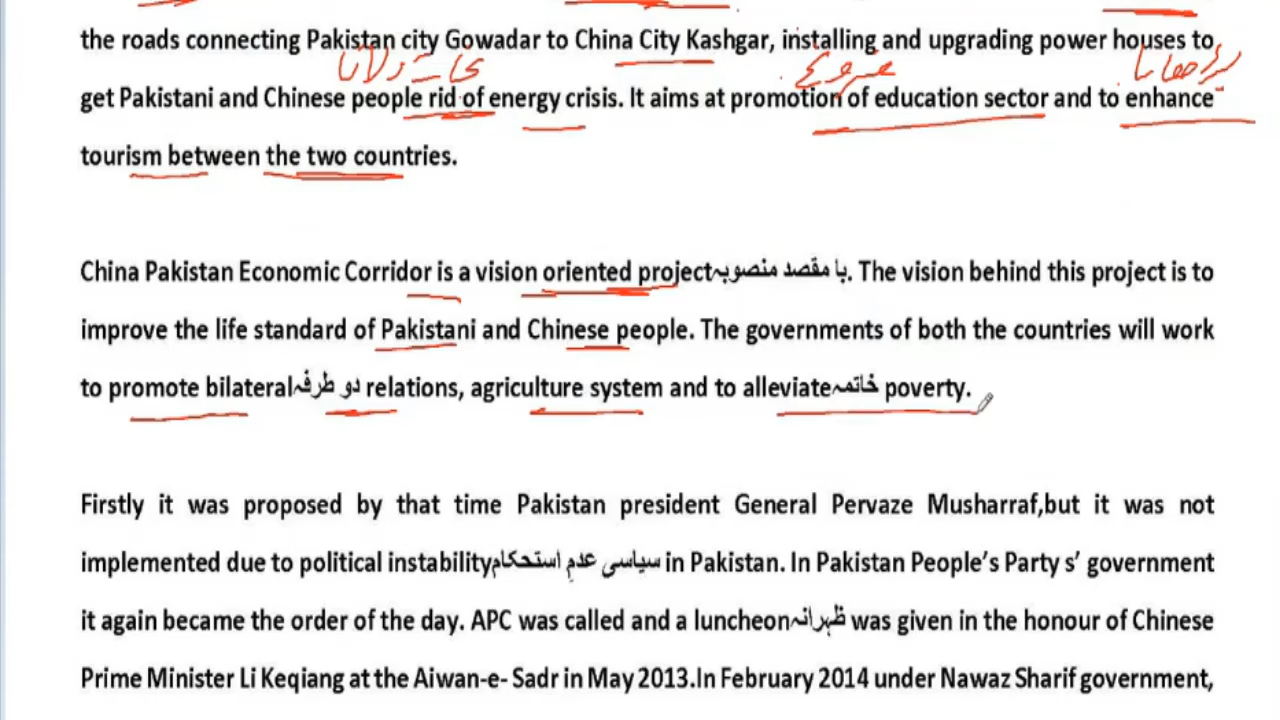 the roads connecting Pakistan city Gowadar to China City Kashgar, installing and upgrading power houses to
نجات دلانا فروغ بڑھانا
get Pakistani and Chinese people rid of energy crisis. It aims at promotion of education sector and to enhance
tourism between the two countries.
China Pakistan Economic Corridor is a vision oriented projectبا مقصد منصوبہ. The vision behind this project is to
improve the life standard of Pakistani and Chinese people. The governments of both the countries will work
to promote bilateralدو طرفہ relations, agriculture system and to alleviateخاتمہ poverty.
Firstly it was proposed by that time Pakistan president General Pervaze Musharraf,but it was not
implemented due to political instabilityسیاسی عدمِ استحکام in Pakistan. In Pakistan People’s Party s’ government
it again became the order of the day. APC was called and a luncheonظہرانہ was given in the honour of Chinese
Prime Minister Li Keqiang at the Aiwan-e- Sadr in May 2013.In February 2014 under Nawaz Sharif government,